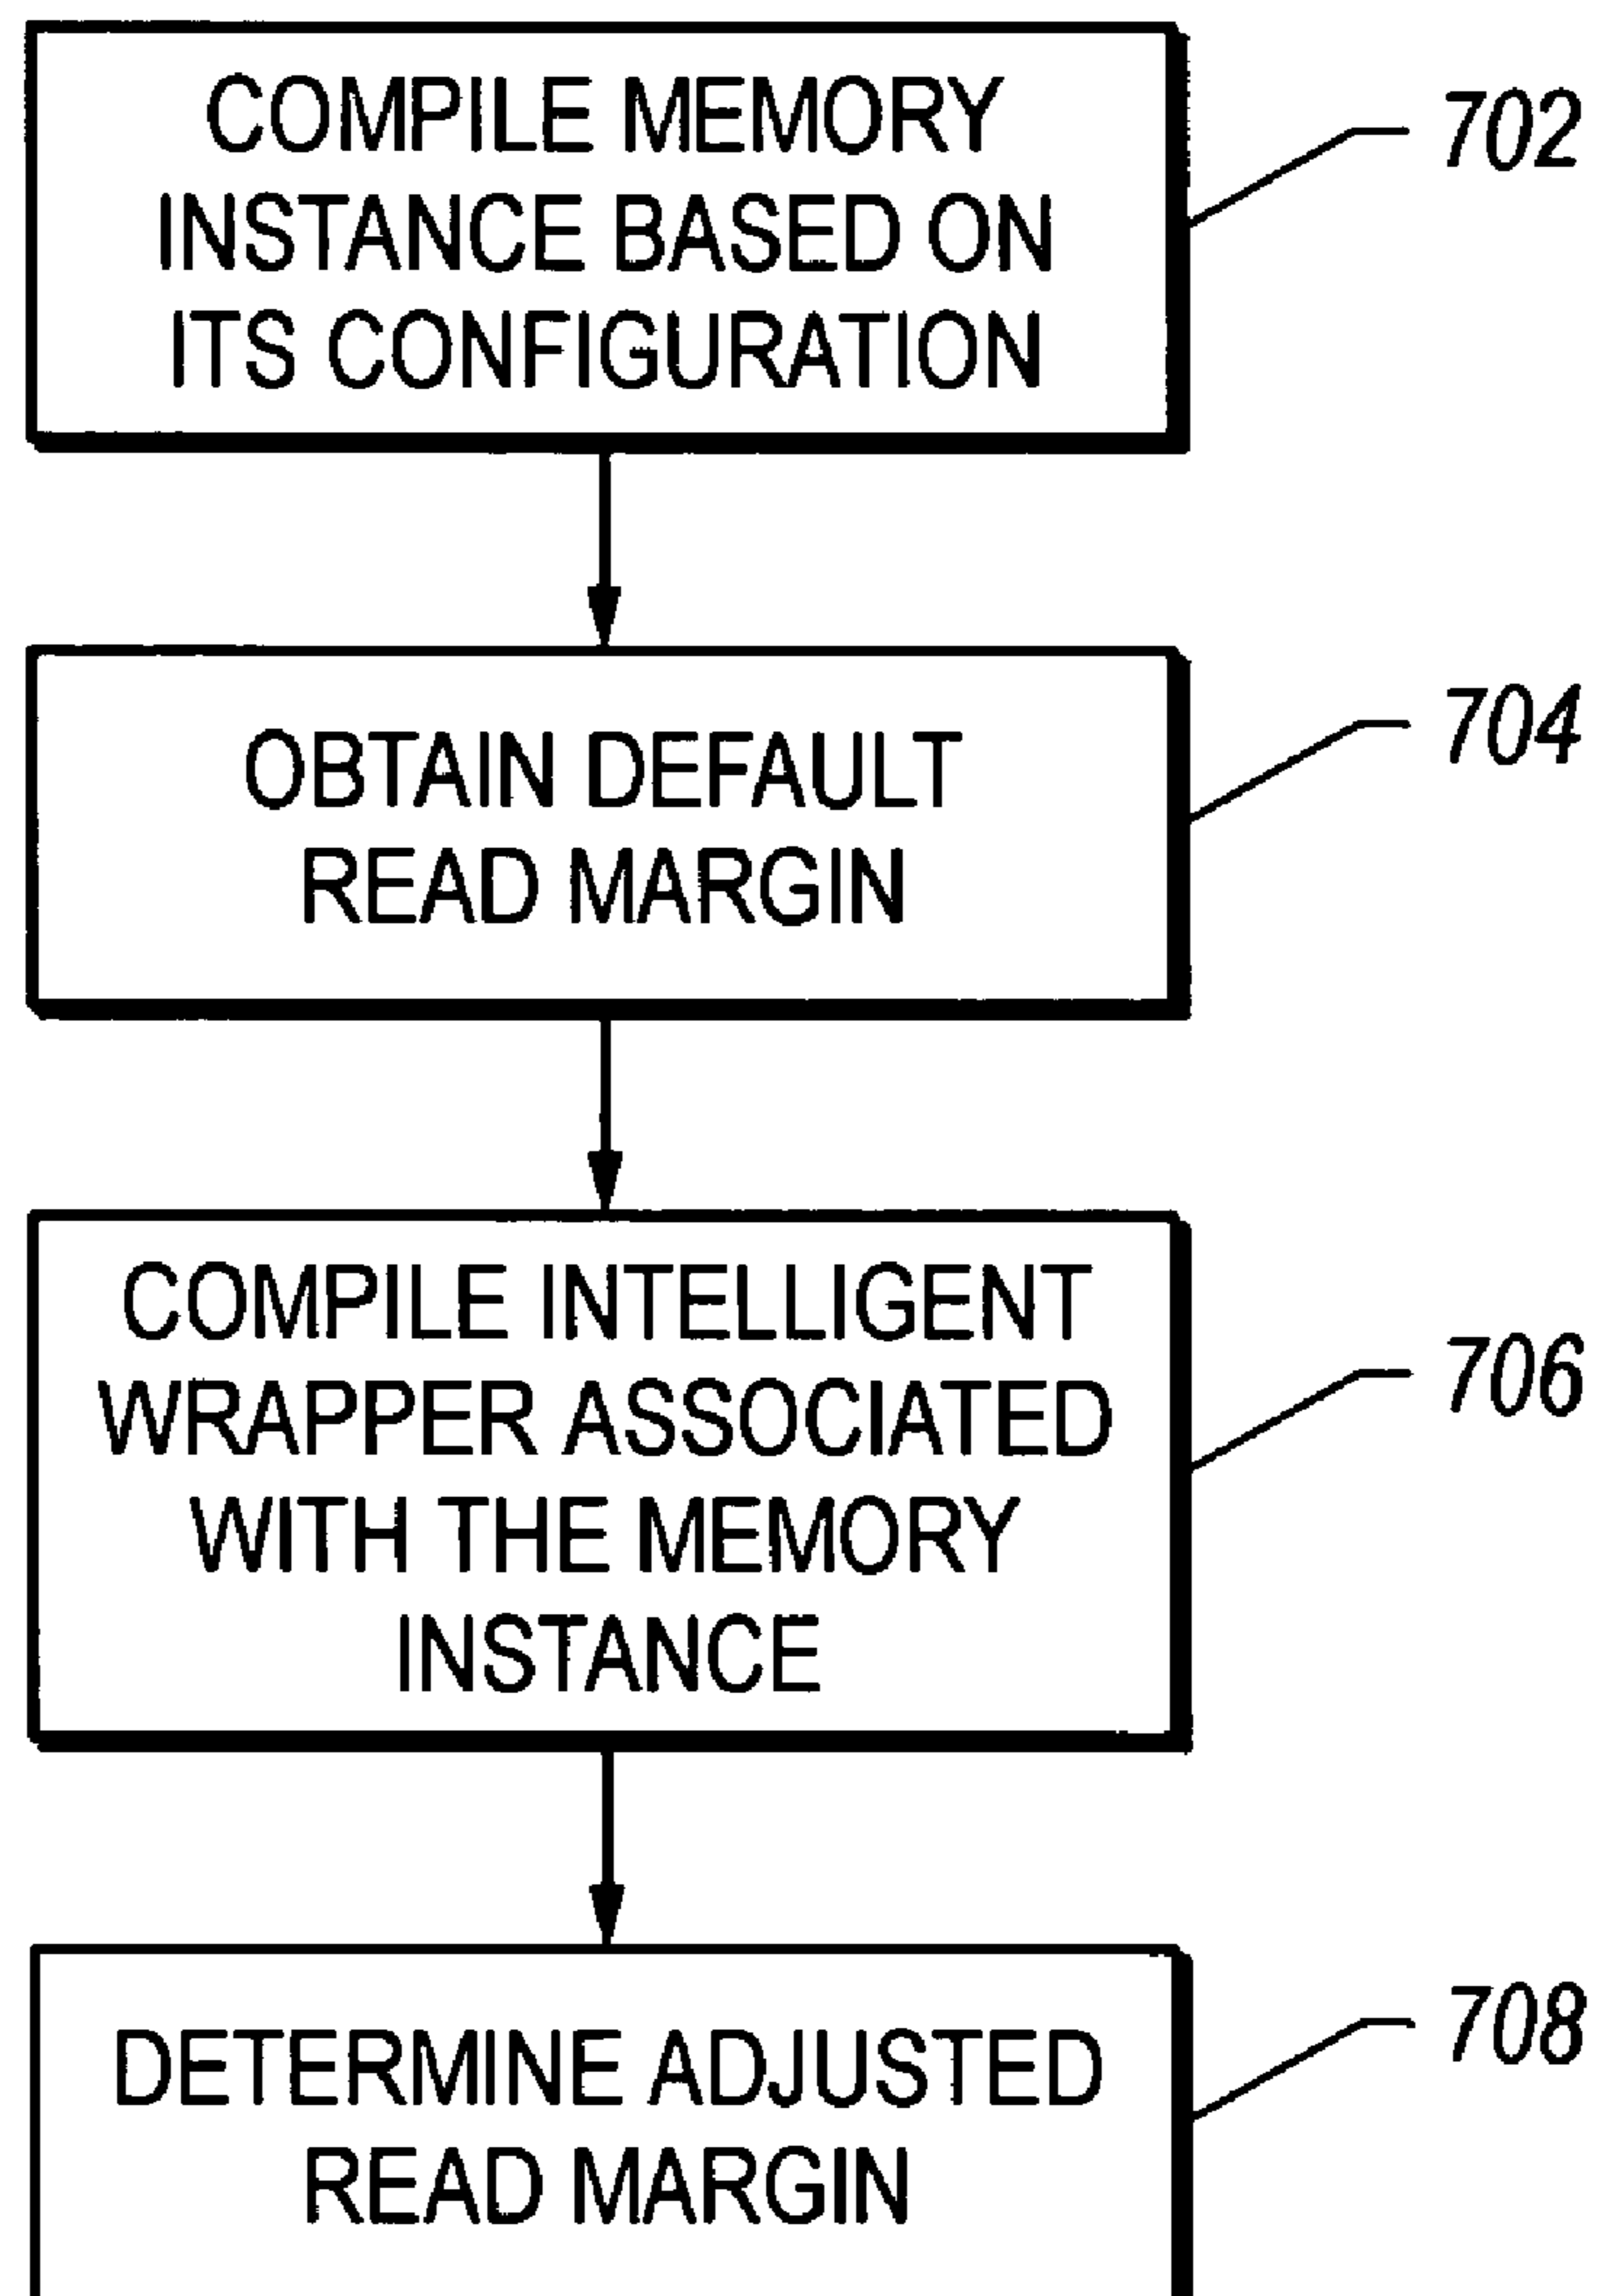 COMPILE MEMORY
INSTANCE BASED ON
ITS CONFIGURATION
702
OBTAIN DEFAULT
READ MARGIN
704
COMPILE INTELLIGENT
WRAPPER ASSOCIATED
WITH THE MEMORY
INSTANCE
706
DETERMINE ADJUSTED
READ MARGIN
708